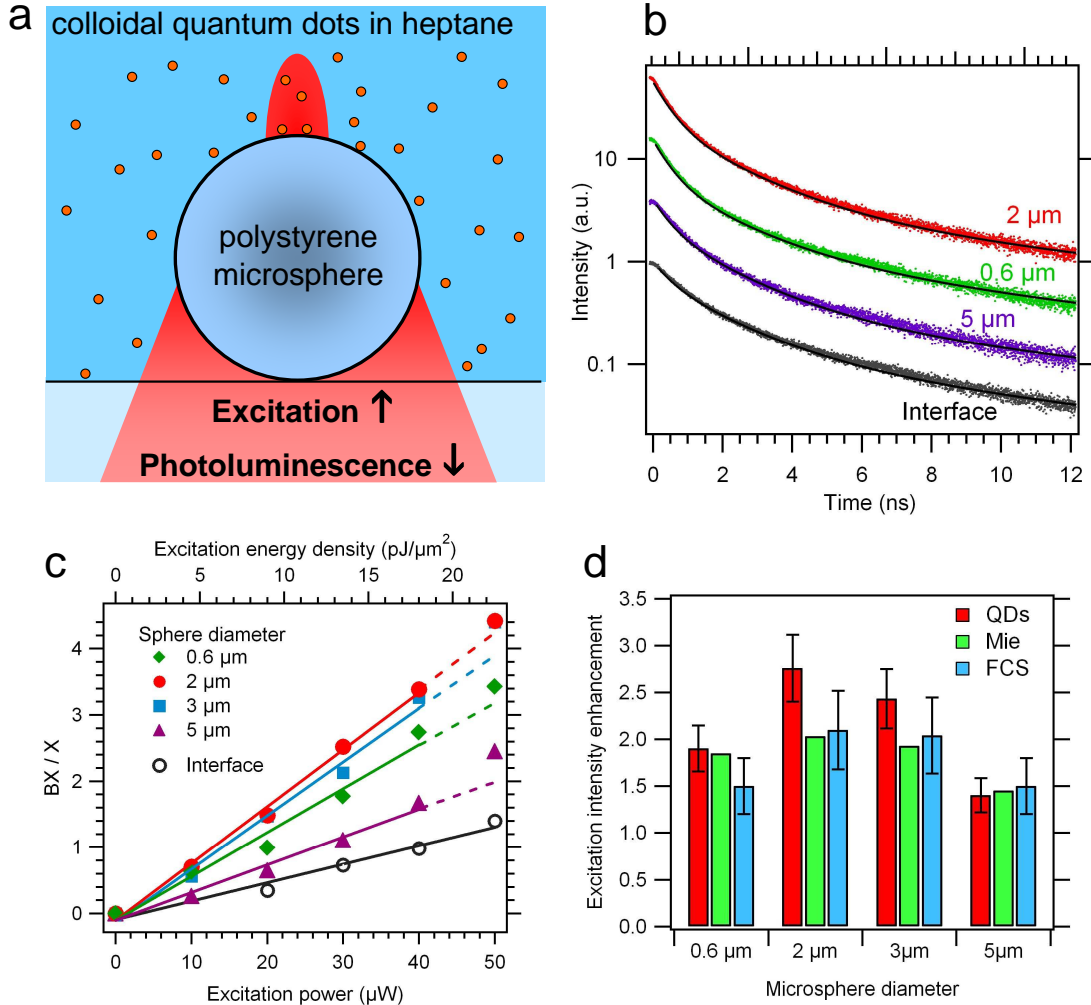 a
colloidal quantum dots in heptane
polystyrene
microsphere
Excitation ↑
Photoluminescence ↓
b
Intensity (a.u.)
10
1
0.1
2 µm
0.6 µm
5 µm
Interface
0 2 4 6 8 10 12
Time (ns)
c
Excitation energy density (pJ/µm²)
0 5 10 15 20
BX / X
4
3
2
1
0
Sphere diameter
0.6 µm
2 µm
3 µm
5 µm
Interface
0 10 20 30 40 50
Excitation power (µW)
d
Excitation intensity enhancement
3.5
3.0
2.5
2.0
1.5
1.0
0.5
0.0
QDs
Mie
FCS
0.6 µm 2 µm 3µm 5µm
Microsphere diameter